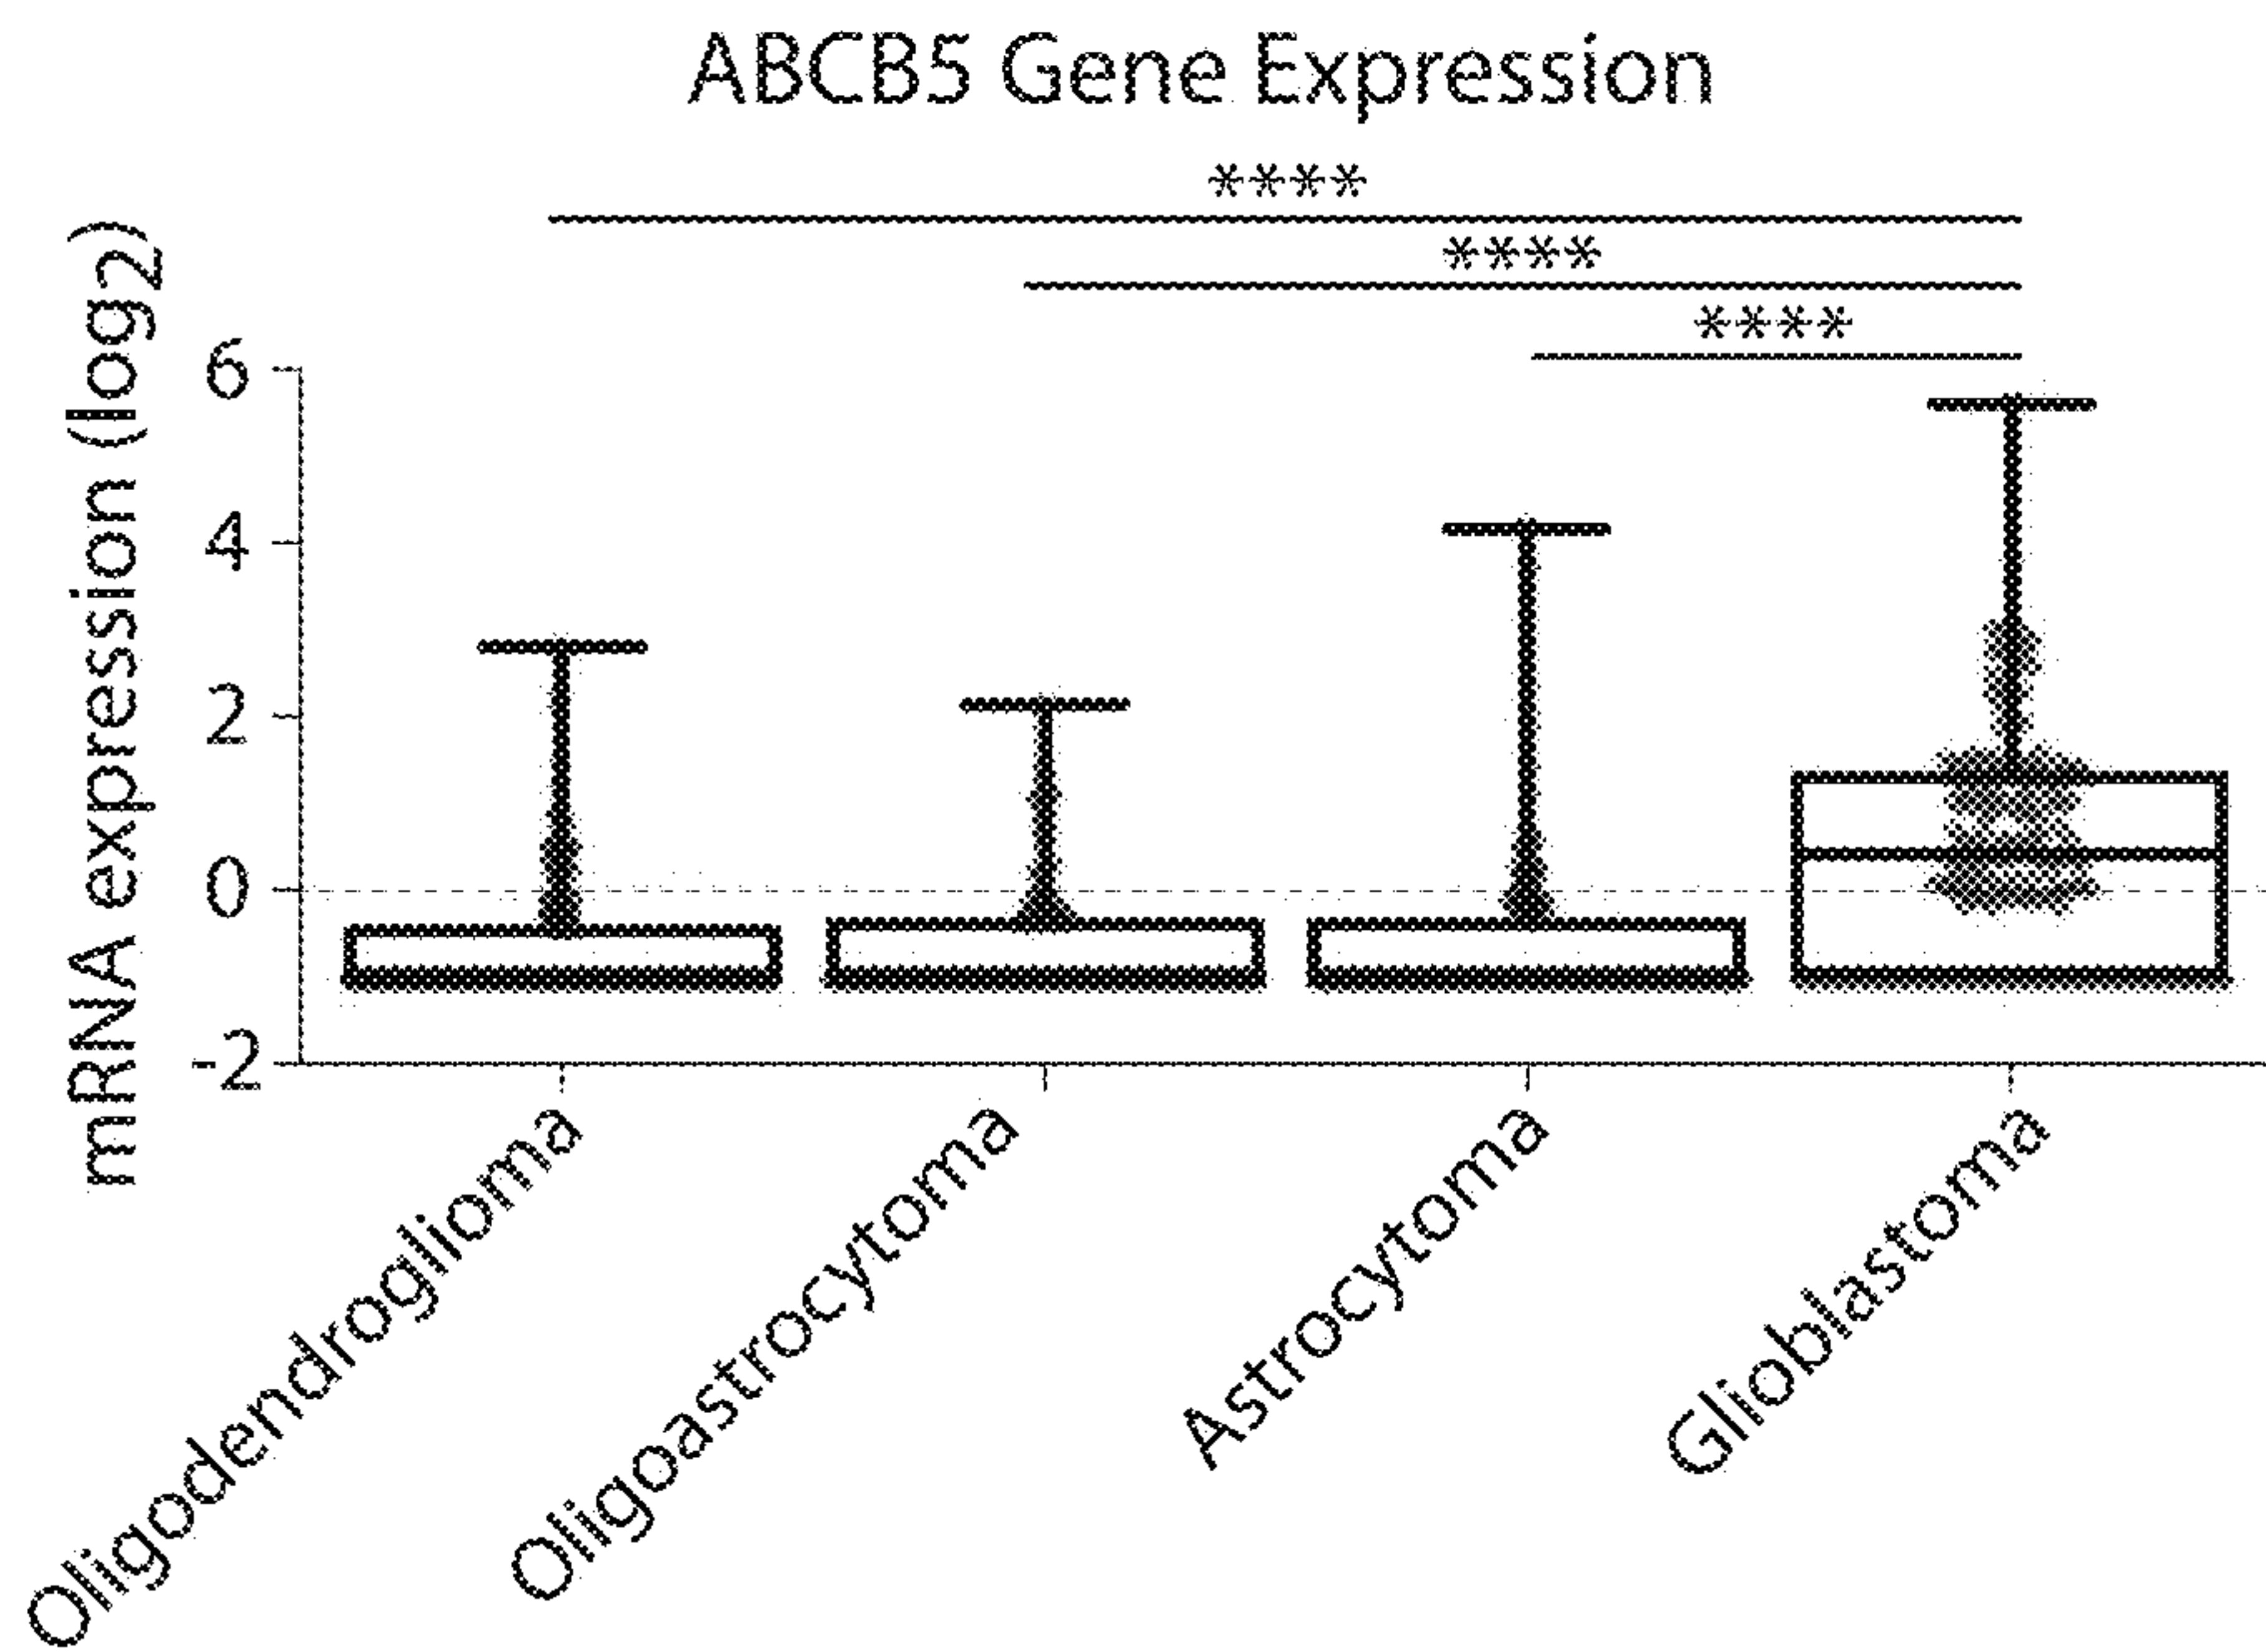 ABCB5 Gene Expression
****
****
****
mRNA expression (log2)
6
4
2
0
-2
Oligodendroglioma
Oligoastrocytoma
Astrocytoma
Glioblastoma